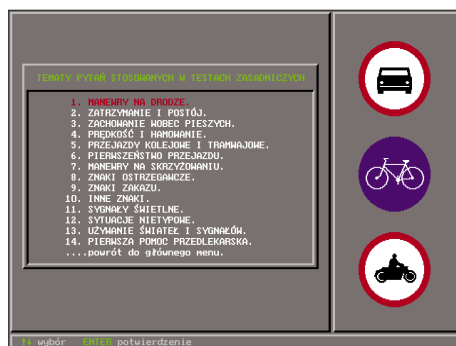 TEMATY PYTAŃ STOSOWANYCH W TESTACH ZASADNICZYCH
1. MANEWRY NA DRODZE.
2. ZATRZYMANIE I POSTÓJ.
3. ZACHOWANIE WOBEC PIESZYCH.
4. PRĘDKOŚĆ I HAMOWANIE.
5. PRZEJAZDY KOLEJOWE I TRAMWAJOWE.
6. PIERWSZEŃSTWO PRZEJAZDU.
7. MANEWRY NA SKRZYŻOWANIU.
8. ZNAKI OSTRZEGAWCZE.
9. ZNAKI ZAKAZU.
10. INNE ZNAKI.
11. SYGNAŁY ŚWIETLNE.
12. SYTUACJE NIETYPOWE.
13. UŻYWANIE ŚWIATEŁ I SYGNAŁÓW.
14. PIERWSZA POMOC PRZEDLEKARSKA.
....powrót do głównego menu.
↑↓ wybór ENTER potwierdzenie